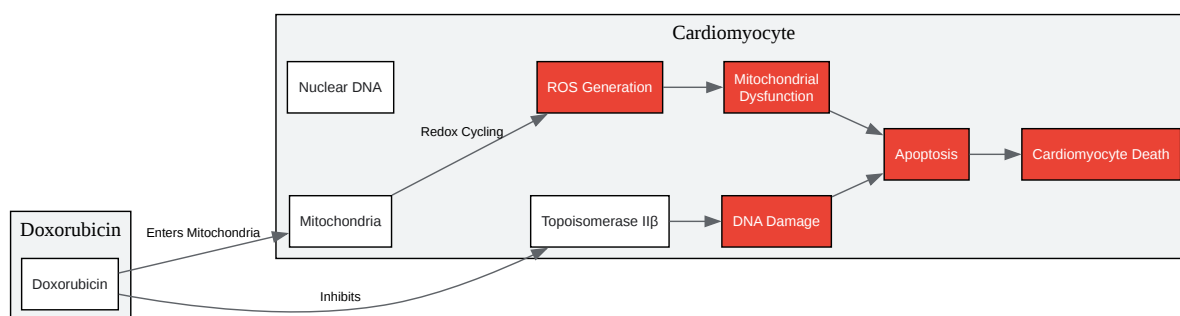 Cardiomyocyte
Nuclear DNA
ROS Generation
Mitochondrial
Dysfunction
Redox Cycling
Apoptosis
Cardiomyocyte Death
Mitochondria
Topoisomerase IIβ
DNA Damage
Doxorubicin
Enters Mitochondria
Doxorubicin
Inhibits